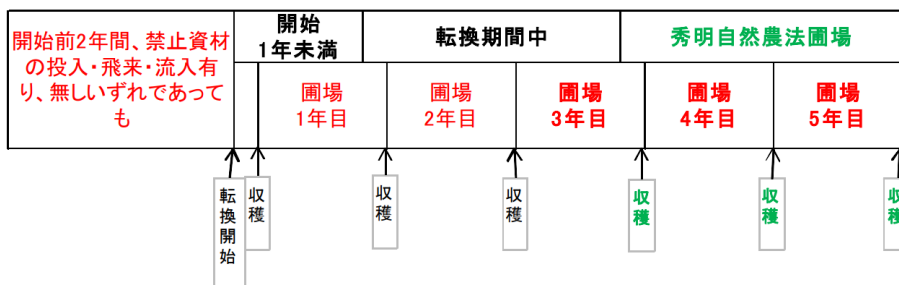 開始前2年間、禁止資材
の投入・飛来・流入有
り、無しいずれであって
も
開始
1年未満
転換期間中
秀明自然農法圃場
圃場
1年目
圃場
2年目
圃場
3年目
圃場
4年目
圃場
5年目
転換開始
収穫
収穫
収穫
収穫
収穫
収穫